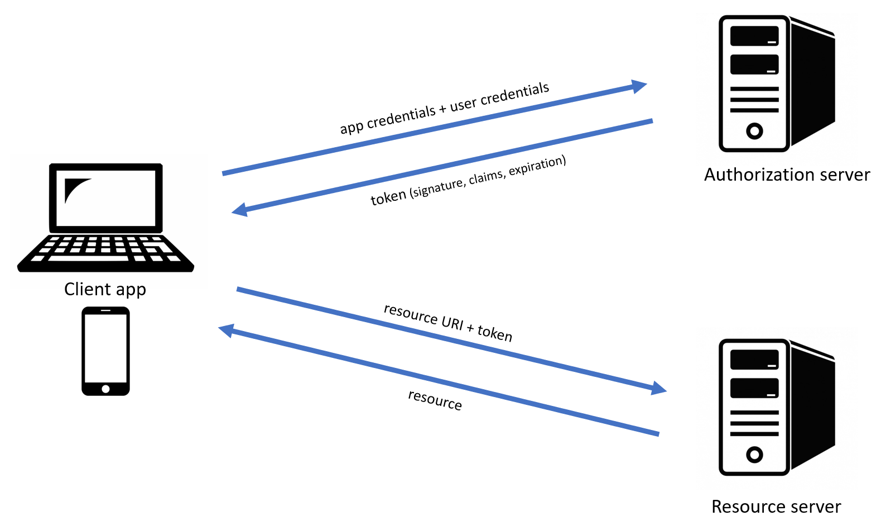 app credentials + user credentials
token (signature, claims, expiration)
Authorization server
Client app
resource URI + token
resource
Resource server